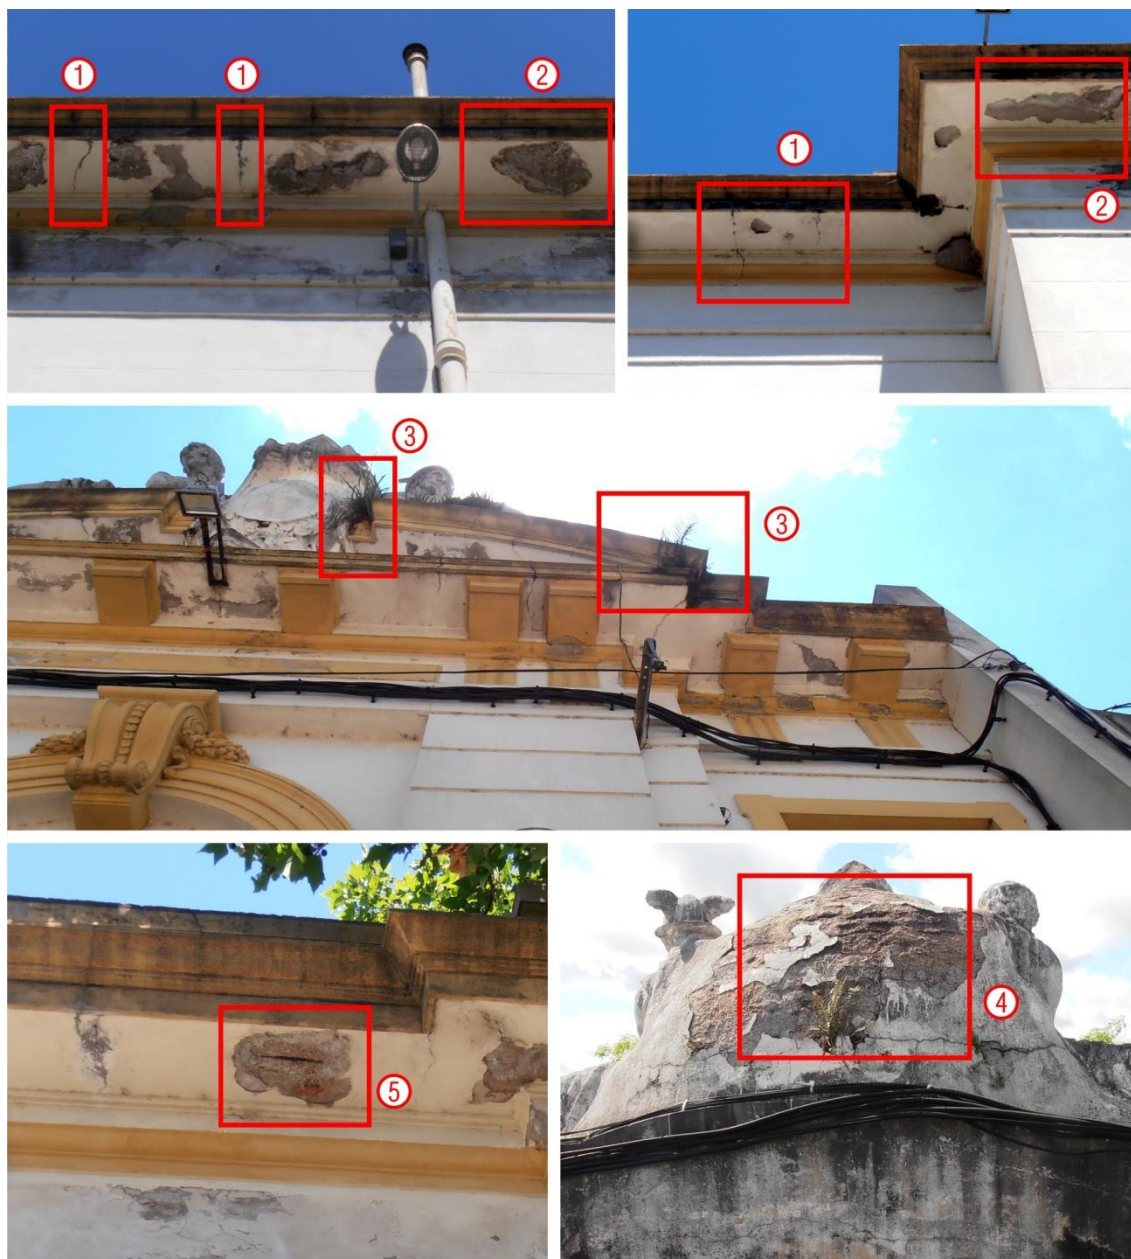 ① ① ②
① ②
③ ③
⑤ ④